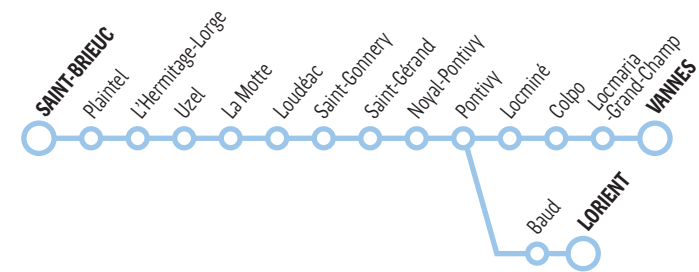 SAINT-BRIEUC
Plaintel
L'Hermitage-Lorge
Uzel
La Motte
Loudéac
Saint-Gonnery
Saint-Gérand
Noyal-Pontivy
Pontivy
Locminé
Colpo
Locmaria
-Grand-Champ
VANNES
Baud
LORIENT